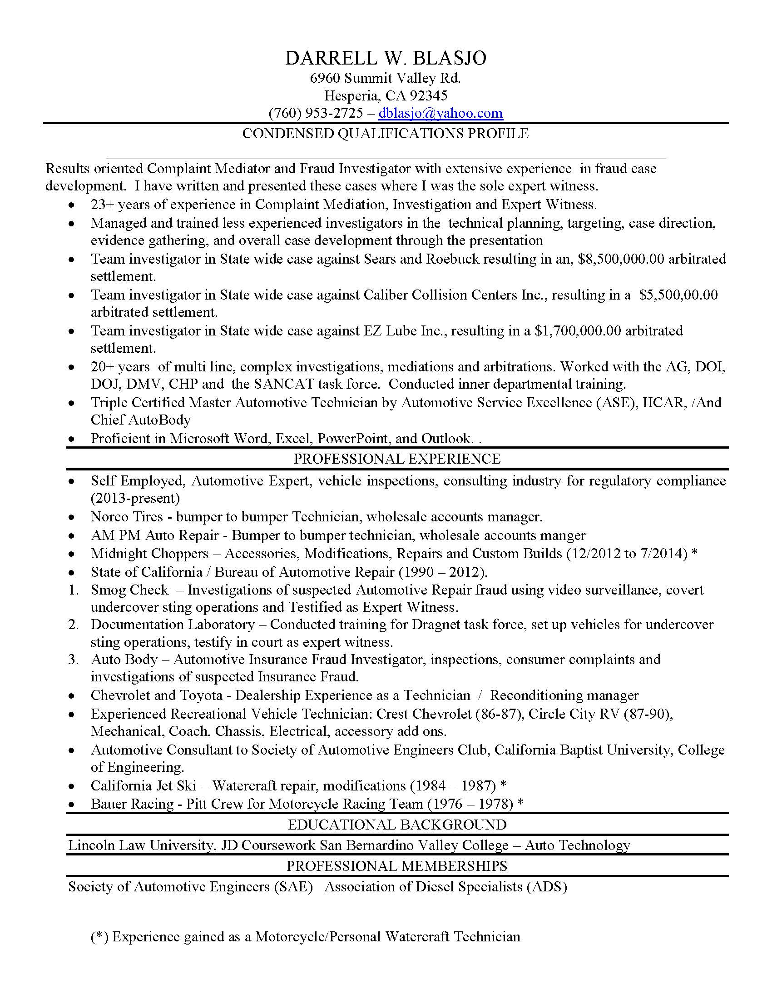 DARRELL W. BLASJO
6960 Summit Valley Rd.
Hesperia, CA 92345
(760) 953-2725 – dblasjo@yahoo.com
CONDENSED QUALIFICATIONS PROFILE
Results oriented Complaint Mediator and Fraud Investigator with extensive experience  in fraud case
development.  I have written and presented these cases where I was the sole expert witness.
• 23+ years of experience in Complaint Mediation, Investigation and Expert Witness.
• Managed and trained less experienced investigators in the  technical planning, targeting, case direction,
evidence gathering, and overall case development through the presentation
• Team investigator in State wide case against Sears and Roebuck resulting in an, $8,500,000.00 arbitrated
settlement.
• Team investigator in State wide case against Caliber Collision Centers Inc., resulting in a  $5,500,00.00
arbitrated settlement.
• Team investigator in State wide case against EZ Lube Inc., resulting in a $1,700,000.00 arbitrated
settlement.
• 20+ years  of multi line, complex investigations, mediations and arbitrations. Worked with the AG, DOI,
DOJ, DMV, CHP and  the SANCAT task force.  Conducted inner departmental training.
• Triple Certified Master Automotive Technician by Automotive Service Excellence (ASE), IICAR, /And
Chief AutoBody
• Proficient in Microsoft Word, Excel, PowerPoint, and Outlook. .
PROFESSIONAL EXPERIENCE
• Self Employed, Automotive Expert, vehicle inspections, consulting industry for regulatory compliance
(2013-present)
• Norco Tires - bumper to bumper Technician, wholesale accounts manager.
• AM PM Auto Repair - Bumper to bumper technician, wholesale accounts manger
• Midnight Choppers – Accessories, Modifications, Repairs and Custom Builds (12/2012 to 7/2014) *
• State of California / Bureau of Automotive Repair (1990 – 2012).
1. Smog Check  – Investigations of suspected Automotive Repair fraud using video surveillance, covert
undercover sting operations and Testified as Expert Witness.
2. Documentation Laboratory – Conducted training for Dragnet task force, set up vehicles for undercover
sting operations, testify in court as expert witness.
3. Auto Body – Automotive Insurance Fraud Investigator, inspections, consumer complaints and
investigations of suspected Insurance Fraud.
• Chevrolet and Toyota - Dealership Experience as a Technician  /  Reconditioning manager
• Experienced Recreational Vehicle Technician: Crest Chevrolet (86-87), Circle City RV (87-90),
Mechanical, Coach, Chassis, Electrical, accessory add ons.
• Automotive Consultant to Society of Automotive Engineers Club, California Baptist University, College
of Engineering.
• California Jet Ski – Watercraft repair, modifications (1984 – 1987) *
• Bauer Racing - Pitt Crew for Motorcycle Racing Team (1976 – 1978) *
EDUCATIONAL BACKGROUND
Lincoln Law University, JD Coursework San Bernardino Valley College – Auto Technology
PROFESSIONAL MEMBERSHIPS
Society of Automotive Engineers (SAE)   Association of Diesel Specialists (ADS)
(*) Experience gained as a Motorcycle/Personal Watercraft Technician